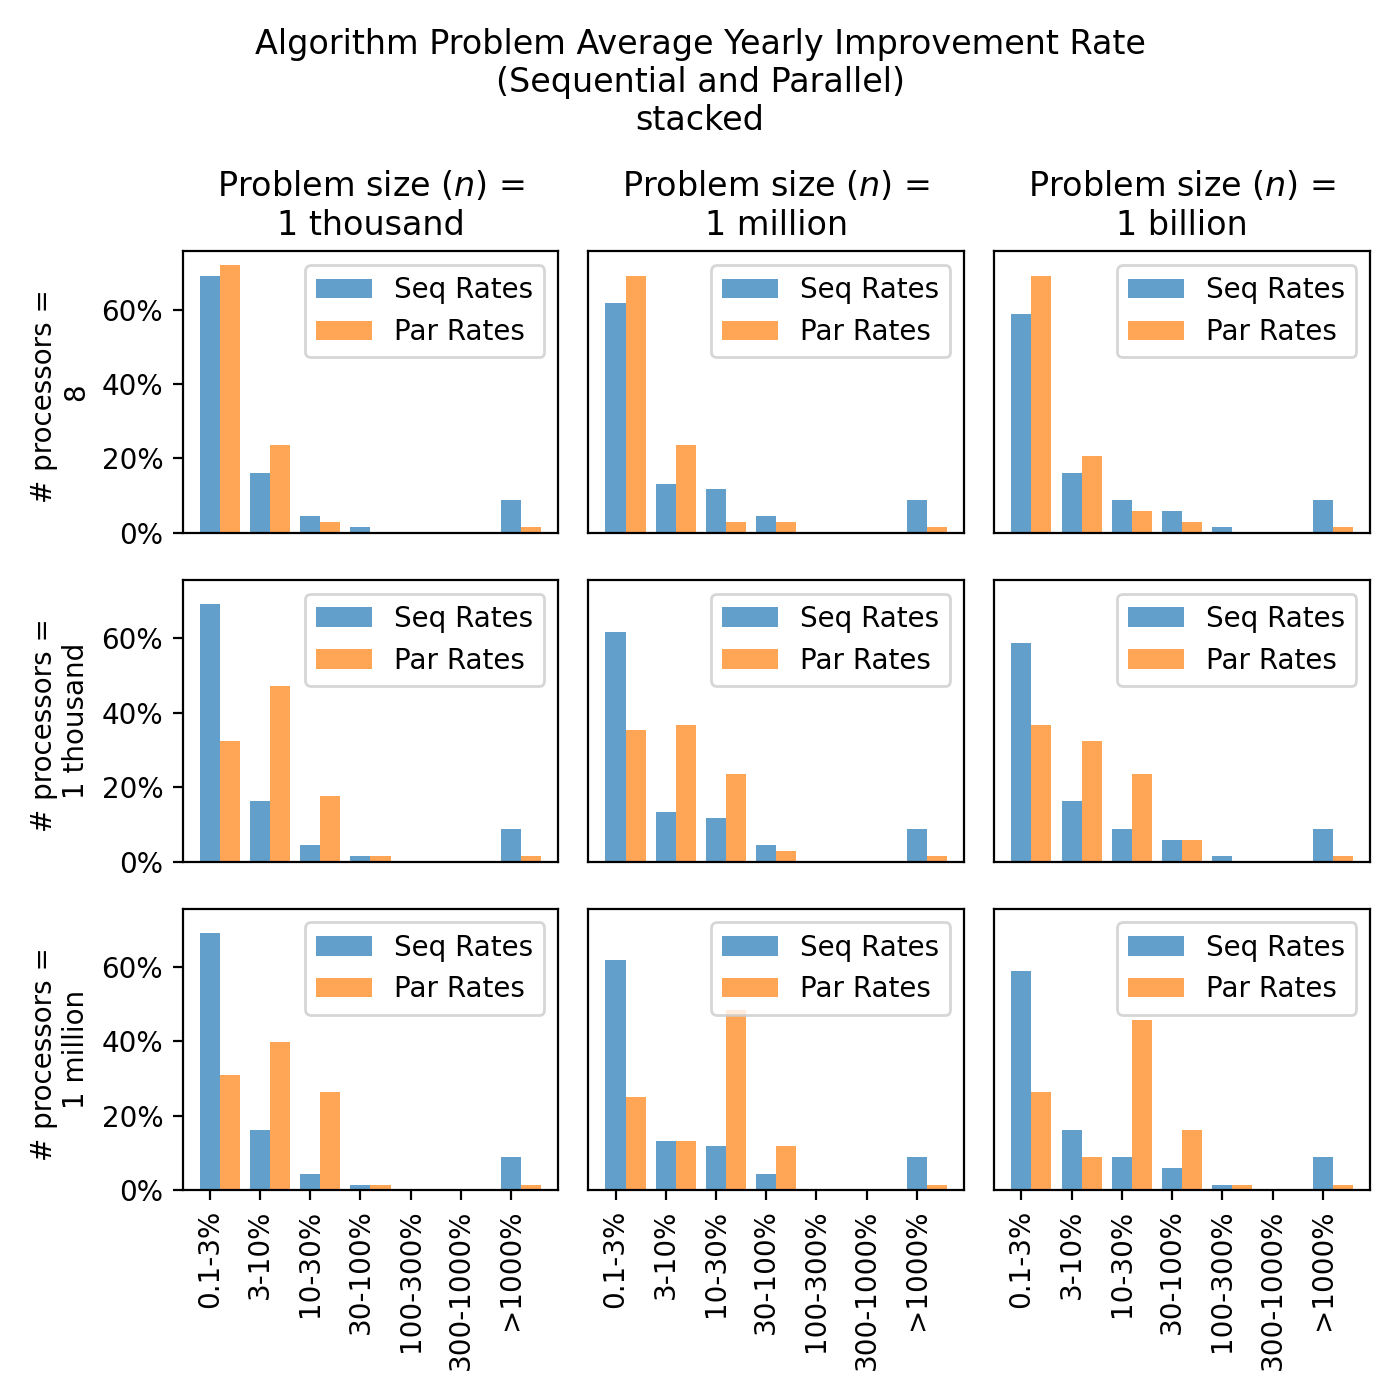 Algorithm Problem Average Yearly Improvement Rate
(Sequential and Parallel)
stacked
Problem size (n) =
1 thousand
Problem size (n) =
1 million
Problem size (n) =
1 billion
# processors =
8
60%
40%
20%
0%
Seq Rates
Par Rates
Seq Rates
Par Rates
Seq Rates
Par Rates
# processors =
1 thousand
60%
40%
20%
0%
Seq Rates
Par Rates
Seq Rates
Par Rates
Seq Rates
Par Rates
# processors =
1 million
60%
40%
20%
0%
Seq Rates
Par Rates
Seq Rates
Par Rates
Seq Rates
Par Rates
0.1-3%
3-10%
10-30%
30-100%
100-300%
300-1000%
>1000%
0.1-3%
3-10%
10-30%
30-100%
100-300%
300-1000%
>1000%
0.1-3%
3-10%
10-30%
30-100%
100-300%
300-1000%
>1000%